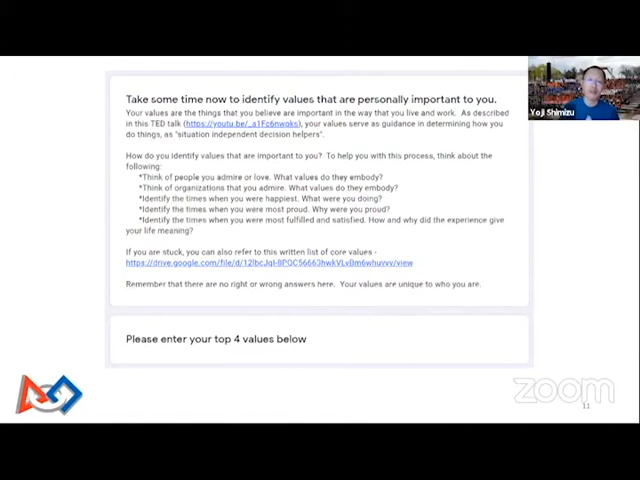 Take some time now to identify values that are personally important to you.
Your values are the things that you believe are important in the way that you live and work. As described
in this TED talk (https://youtu.be/_a1Fc6nwoks), your values serve as guidance in determining how you
do things, as "situation independent decision helpers".
How do you identify values that are important to you? To help you with this process, think about the
following:
*Think of people you admire or love. What values do they embody?
*Think of organizations that you admire. What values do they embody?
*Identify the times when you were happiest. What were you doing?
*Identify the times when you were most proud. Why were you proud?
*Identify the times when you were most fulfilled and satisfied. How and why did the experience give
your life meaning?
If you are stuck, you can also refer to this written list of core values -
Remember that there are no right or wrong answers here. Your values are unique to who you are.
Please enter your top 4 values below
Yoji Shimizu
zoom
11